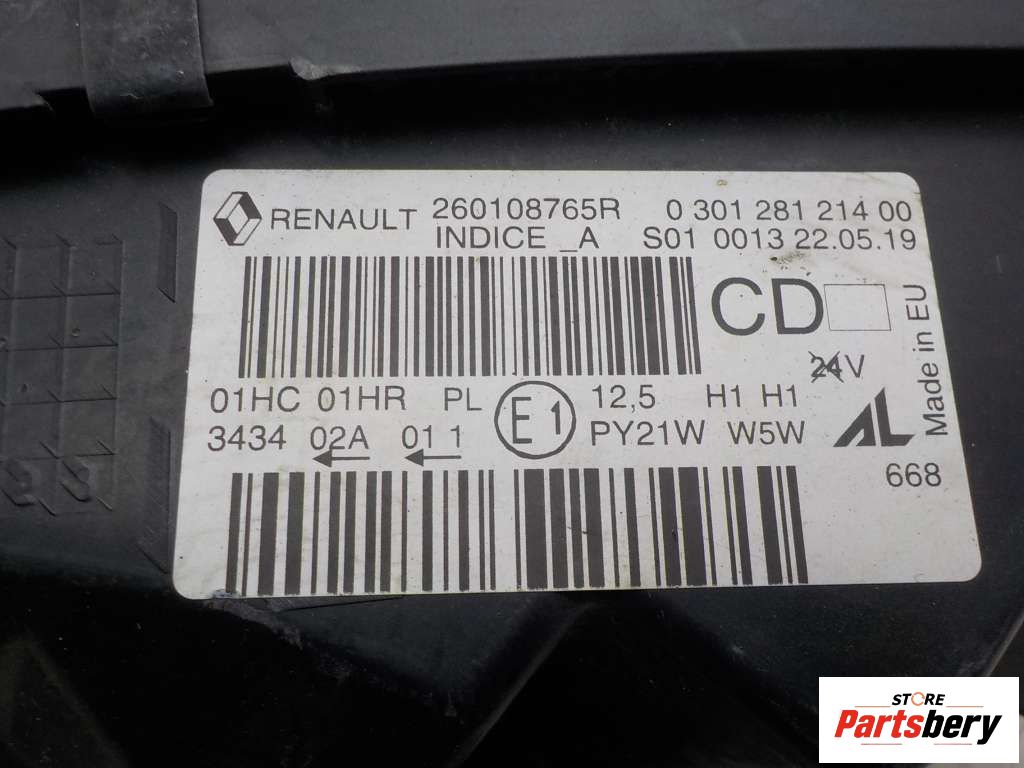 RENAULT 260108765R 0 301 281 214 00
INDICE _A S01 0013 22.05.19
CD
24V
Made in EU
01HC 01HR PL E1 12,5 H1 H1
3434 02A 01 1 PY21W W5W AL
668
STORE
Partsbery